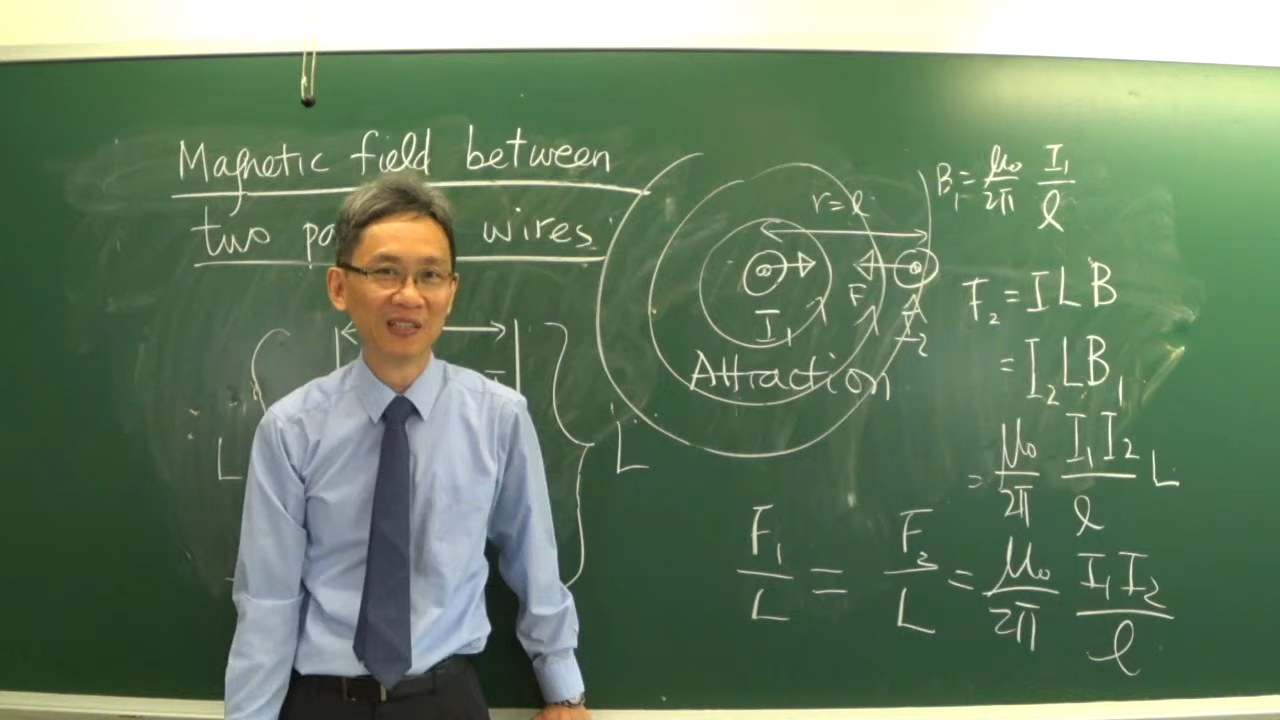 Magnetic field between
two wires
L
L
r=ℓ
I₁
F
I₂
Attraction
B₁ = μ₀/2π I₁/ℓ
F₂ = ILB
= I₂LB₁
= μ₀/2π I₁I₂/ℓ L
F₁/L = F₂/L = μ₀/2π I₁I₂/ℓ